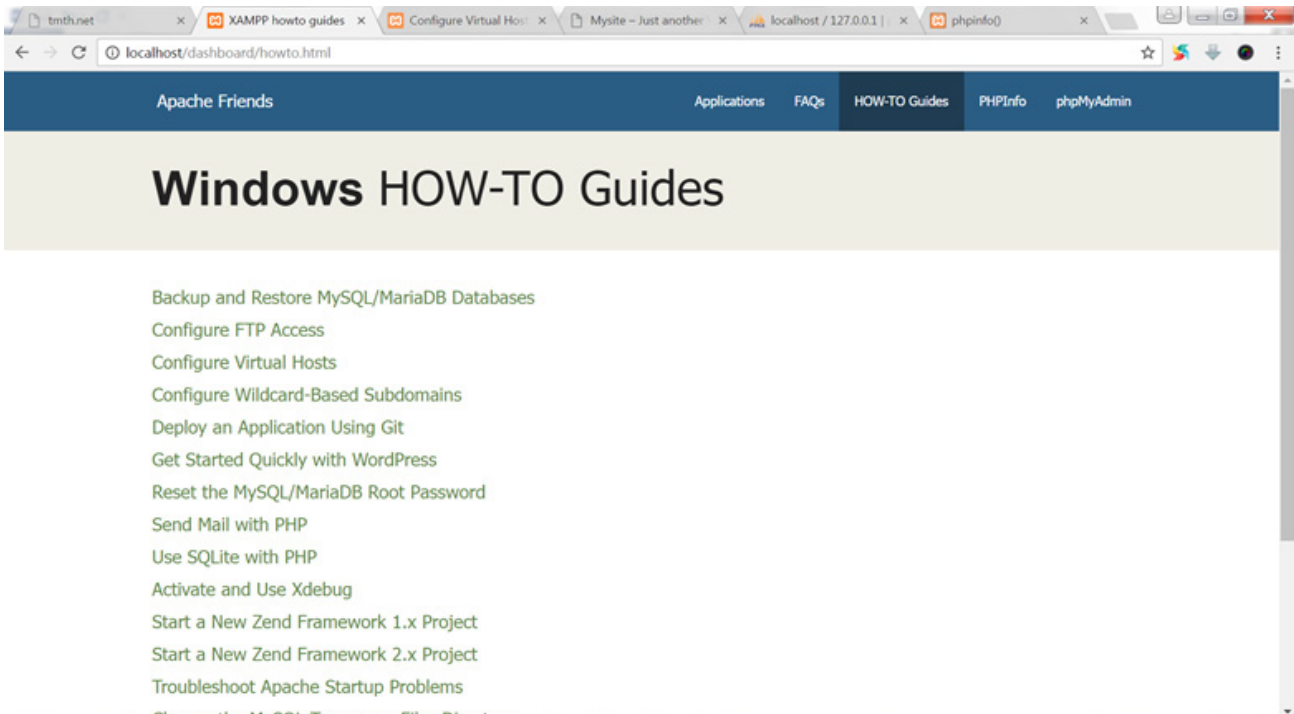 tmth.net
XAMPP howto guides
Configure Virtual Hos
Mysite – Just another
localhost / 127.0.0.1 |
phpinfo()
localhost/dashboard/howto.html
Apache Friends
Applications
FAQs
HOW-TO Guides
PHPInfo
phpMyAdmin
Windows HOW-TO Guides
Backup and Restore MySQL/MariaDB Databases
Configure FTP Access
Configure Virtual Hosts
Configure Wildcard-Based Subdomains
Deploy an Application Using Git
Get Started Quickly with WordPress
Reset the MySQL/MariaDB Root Password
Send Mail with PHP
Use SQLite with PHP
Activate and Use Xdebug
Start a New Zend Framework 1.x Project
Start a New Zend Framework 2.x Project
Troubleshoot Apache Startup Problems